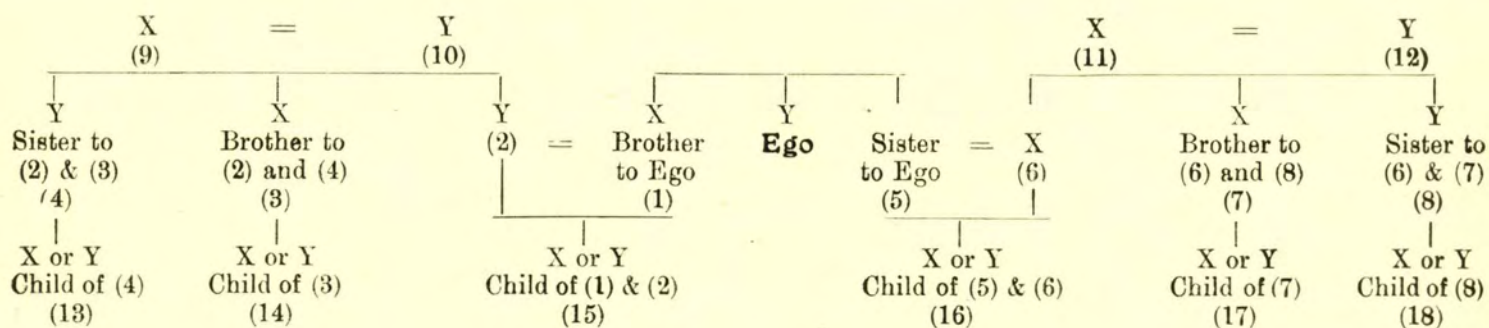 X = Y X = Y
(9) (10) (11) (12)
Y X Y X Y X Y
Sister to Brother to (2) = Brother Ego Sister = X Brother to Sister to
(2) & (3) (2) and (4) to Ego to Ego (6) (6) and (8) (6) & (7)
(4) (3) (1) (5) (7) (8)
X or Y X or Y X or Y X or Y X or Y X or Y
Child of (4) Child of (3) Child of (1) & (2) Child of (5) & (6) Child of (7) Child of (8)
(13) (14) (15) (16) (17) (18)